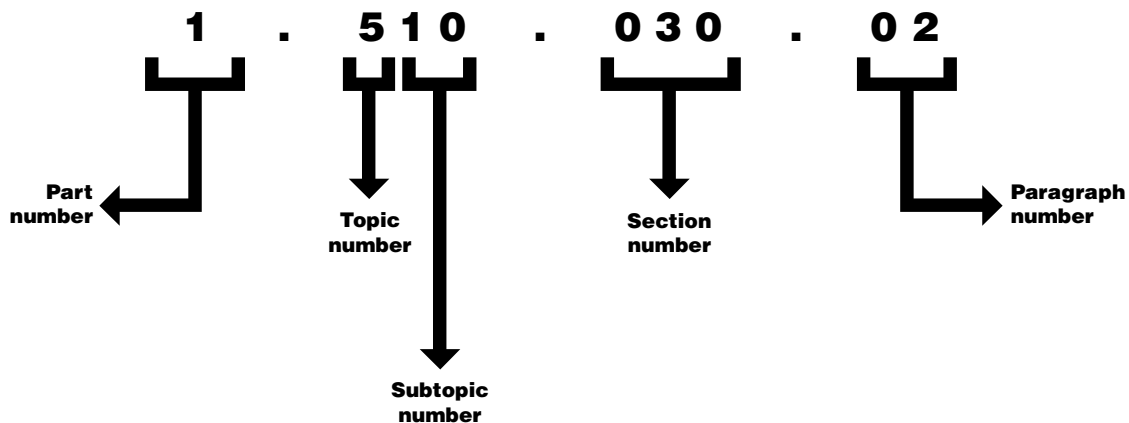 1 . 510 . 030 . 02
Part
number
Topic
number
Section
number
Paragraph
number
Subtopic
number